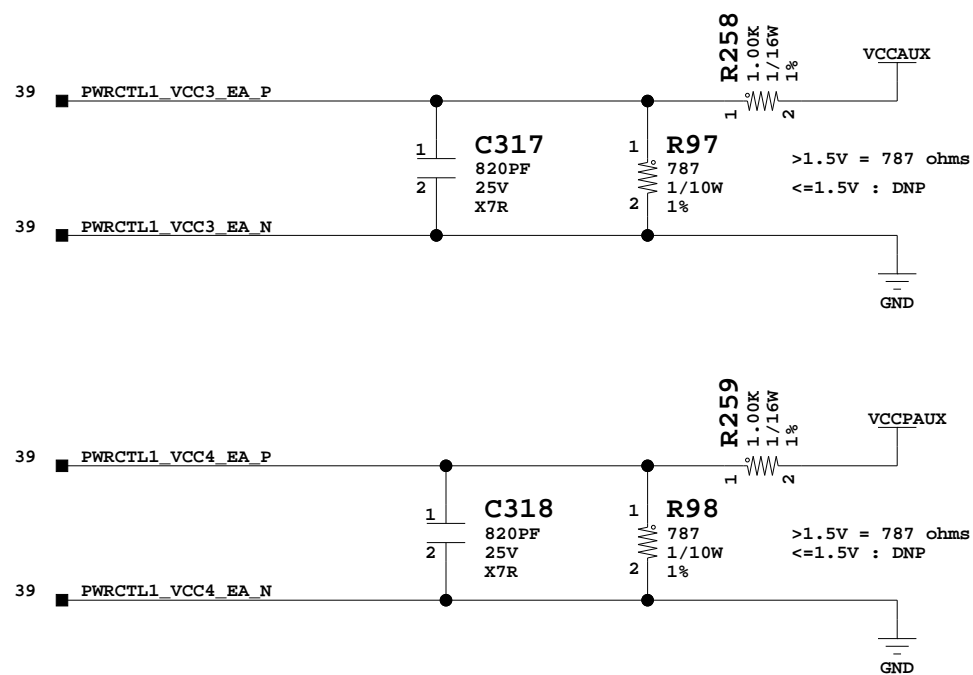 R258
1.00K
1/16W
1%
VCCAUX
39 PWRCTL1_VCC3_EA_P
1 2
1
2
C317
820PF
25V
X7R
1
2
R97
787
1/10W
1%
>1.5V = 787 ohms
<=1.5V : DNP
39 PWRCTL1_VCC3_EA_N
GND
R259
1.00K
1/16W
1%
VCCPAUX
39 PWRCTL1_VCC4_EA_P
1 2
1
2
C318
820PF
25V
X7R
1
2
R98
787
1/10W
1%
>1.5V = 787 ohms
<=1.5V : DNP
39 PWRCTL1_VCC4_EA_N
GND